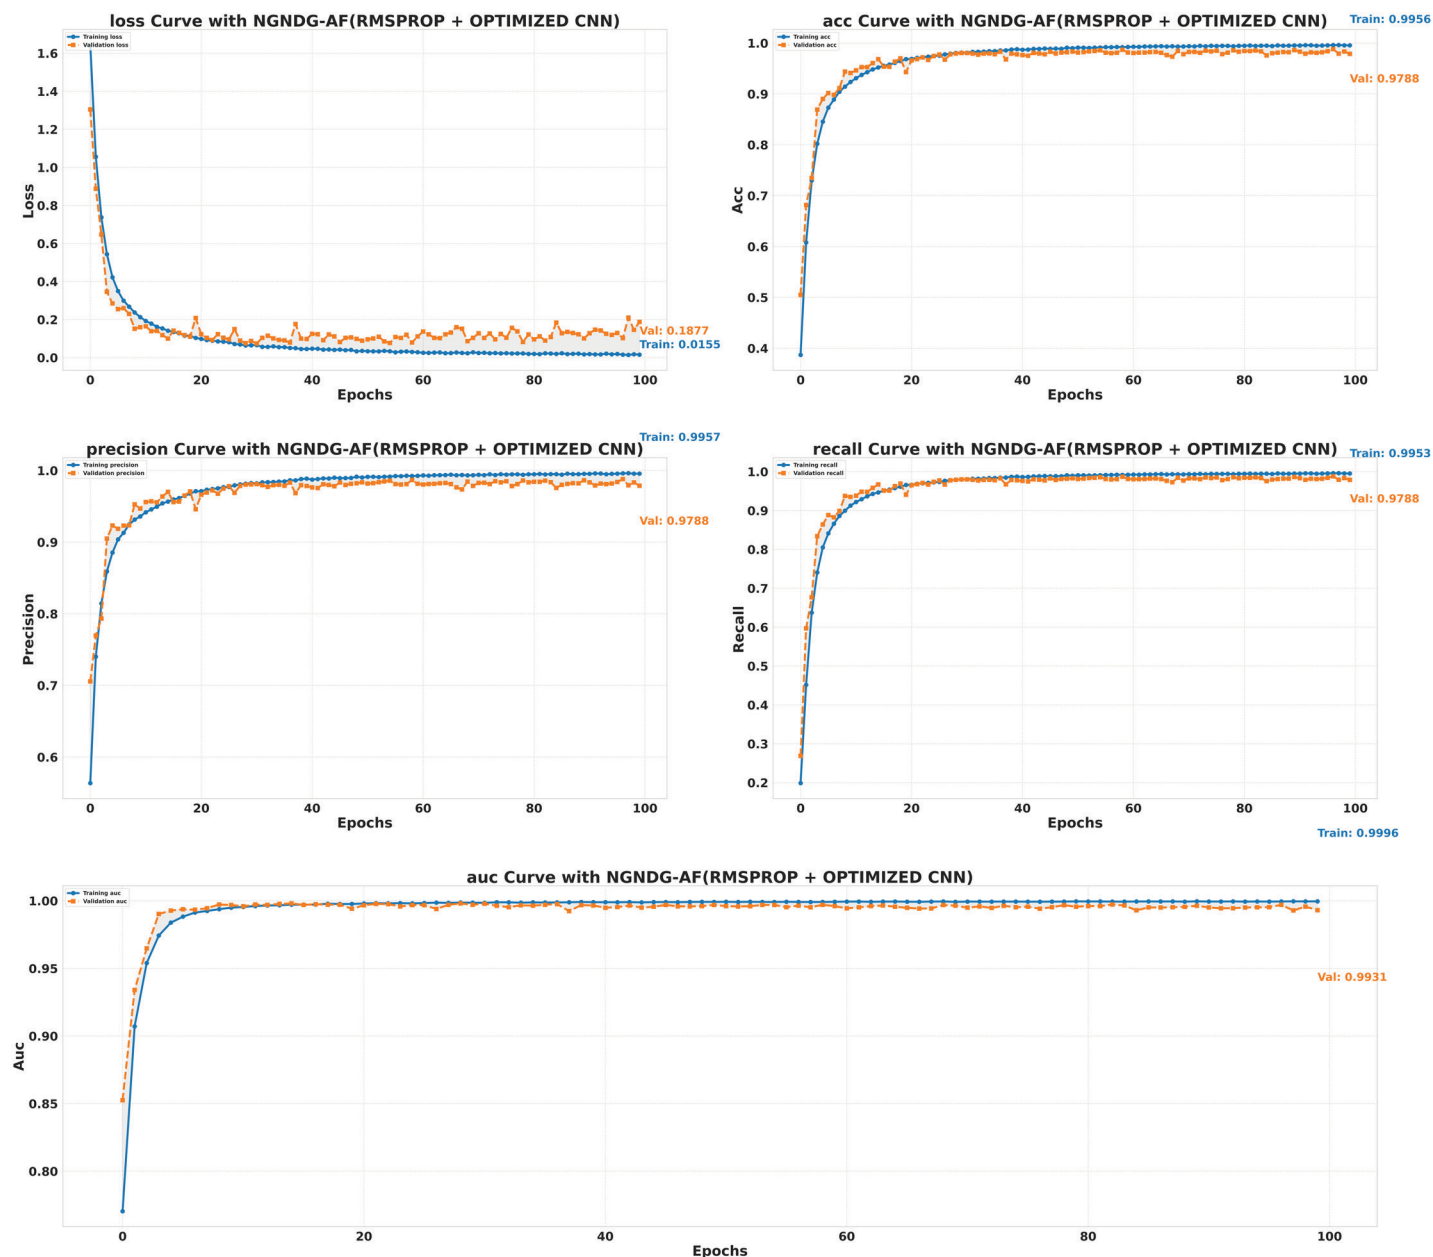 loss Curve with NGNDG-AF(RMSPROP + OPTIMIZED CNN)
Training loss
Validation loss
1.6
1.4
1.2
1.0
0.8
0.6
0.4
0.2
0.0
Loss
Val: 0.1877
Train: 0.0155
0 20 40 60 80 100
Epochs
acc Curve with NGNDG-AF(RMSPROP + OPTIMIZED CNN)
Train: 0.9956
Training acc
Validation acc
Val: 0.9788
1.0
0.9
0.8
0.7
0.6
0.5
0.4
Acc
0 20 40 60 80 100
Epochs
Train: 0.9957
precision Curve with NGNDG-AF(RMSPROP + OPTIMIZED CNN)
Training precision
Validation precision
Val: 0.9788
1.0
0.9
0.8
0.7
0.6
Precision
0 20 40 60 80 100
Epochs
recall Curve with NGNDG-AF(RMSPROP + OPTIMIZED CNN)
Train: 0.9953
Training recall
Validation recall
Val: 0.9788
1.0
0.9
0.8
0.7
0.6
0.5
0.4
0.3
0.2
Recall
0 20 40 60 80 100
Epochs
Train: 0.9996
auc Curve with NGNDG-AF(RMSPROP + OPTIMIZED CNN)
Training auc
Validation auc
Val: 0.9931
1.00
0.95
0.90
0.85
0.80
Auc
0 20 40 60 80 100
Epochs